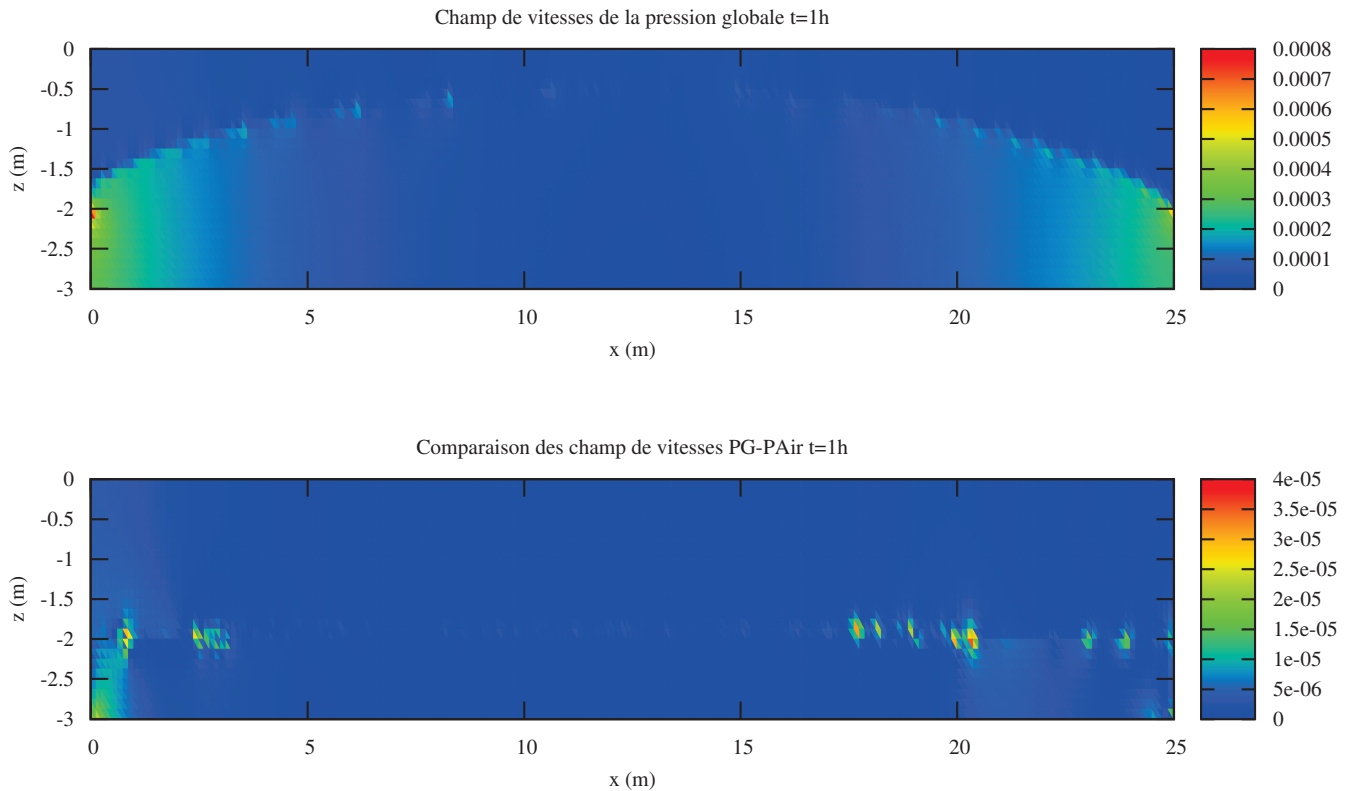 Champ de vitesses de la pression globale t=1h
0
-0.5
-1
-1.5
-2
-2.5
-3
z (m)
0 5 10 15 20 25
x (m)
0.0008
0.0007
0.0006
0.0005
0.0004
0.0003
0.0002
0.0001
0
Comparaison des champ de vitesses PG-PAir t=1h
0
-0.5
-1
-1.5
-2
-2.5
-3
z (m)
0 5 10 15 20 25
x (m)
4e-05
3.5e-05
3e-05
2.5e-05
2e-05
1.5e-05
1e-05
5e-06
0